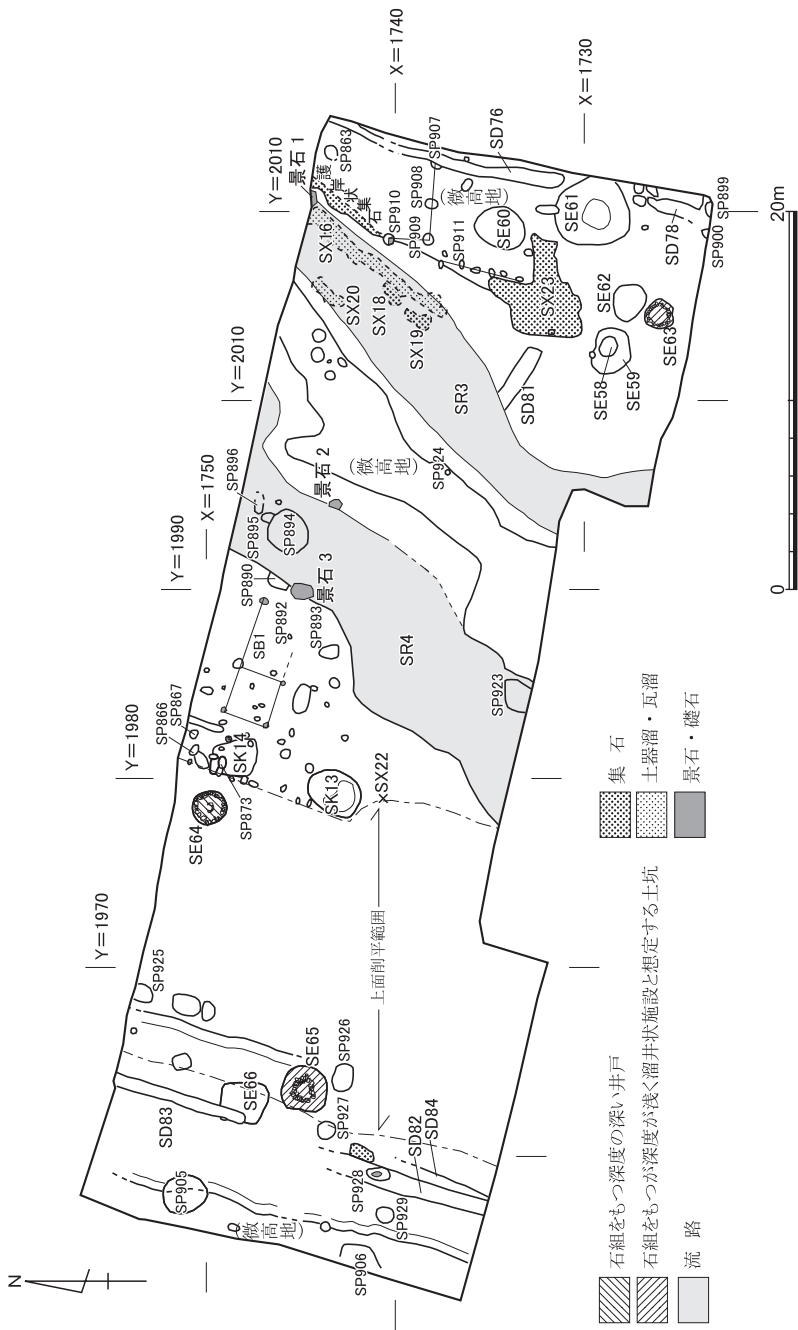 N
X=1740
X=1730
X=1750
Y=2010
Y=2010
Y=1990
Y=1980
Y=1970
景石1
護岸状集石
SP863
SP907
SP908
SP910
SP909
SP911
(微高地)
SD76
SE60
SE61
SX16
SX20
SX18
SX19
SX23
SE62
SE63
SD78
SP899
SP900
SE58
SE59
SD81
SR3
SP924
(微高地)
景石2
SP896
SP895
SP894
SP890
景石3
SP892
SB1
SP893
SR4
SP923
SP866
SP867
SK14
SP873
SK13
SX22
SE64
上面削平範囲
SP925
SE65
SP926
SE66
SD83
SP927
SD82
SD84
SP928
SP929
SP905
(微高地)
SP906
石組をもつ深度の深い井戸
石組をもつが深度が浅く溜井状施設と想定する土坑
流路
集石
土器溜・瓦溜
景石・礎石
0
20m